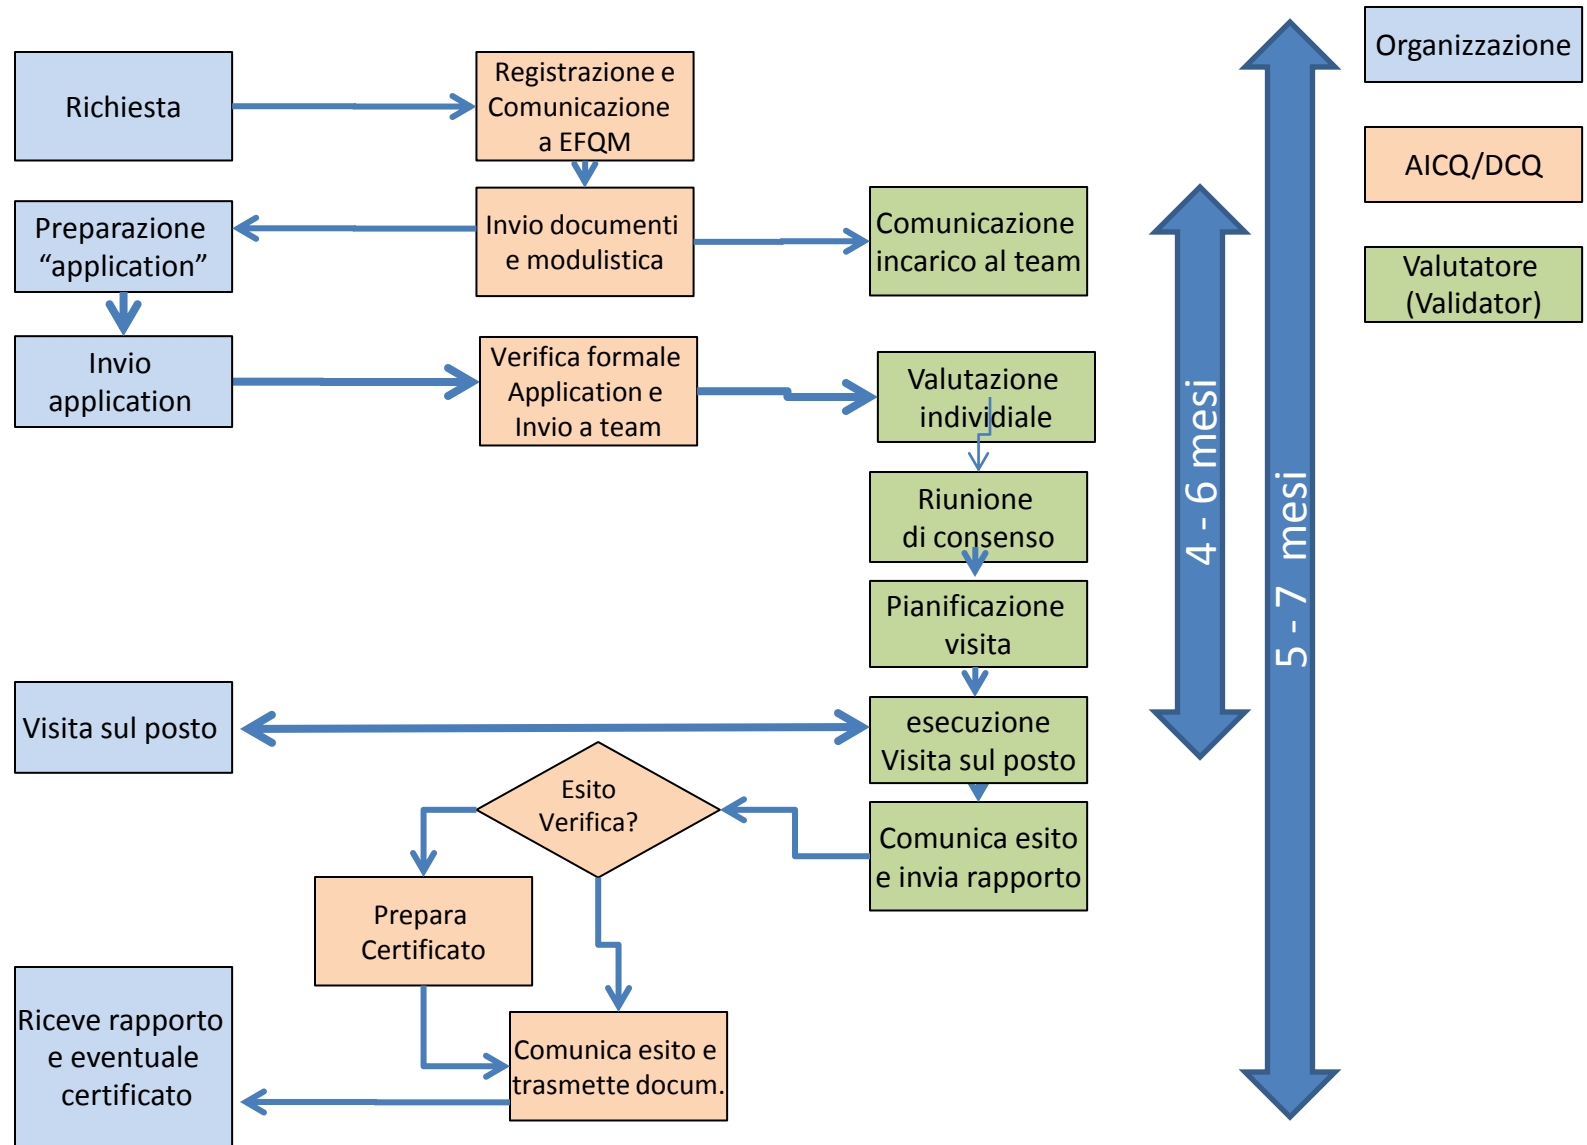 Richiesta
Registrazione e
Comunicazione
a EFQM
Organizzazione
AICQ/DCQ
Valutatore
(Validator)
Preparazione
“application”
Invio documenti
e modulistica
Comunicazione
incarico al team
Invio
application
Verifica formale
Application e
Invio a team
Valutazione
individiale
Riunione
di consenso
Pianificazione
visita
4 - 6 mesi
5 - 7 mesi
Visita sul posto
esecuzione
Visita sul posto
Esito
Verifica?
Comunica esito
e invia rapporto
Prepara
Certificato
Riceve rapporto
e eventuale
certificato
Comunica esito e
trasmette docum.